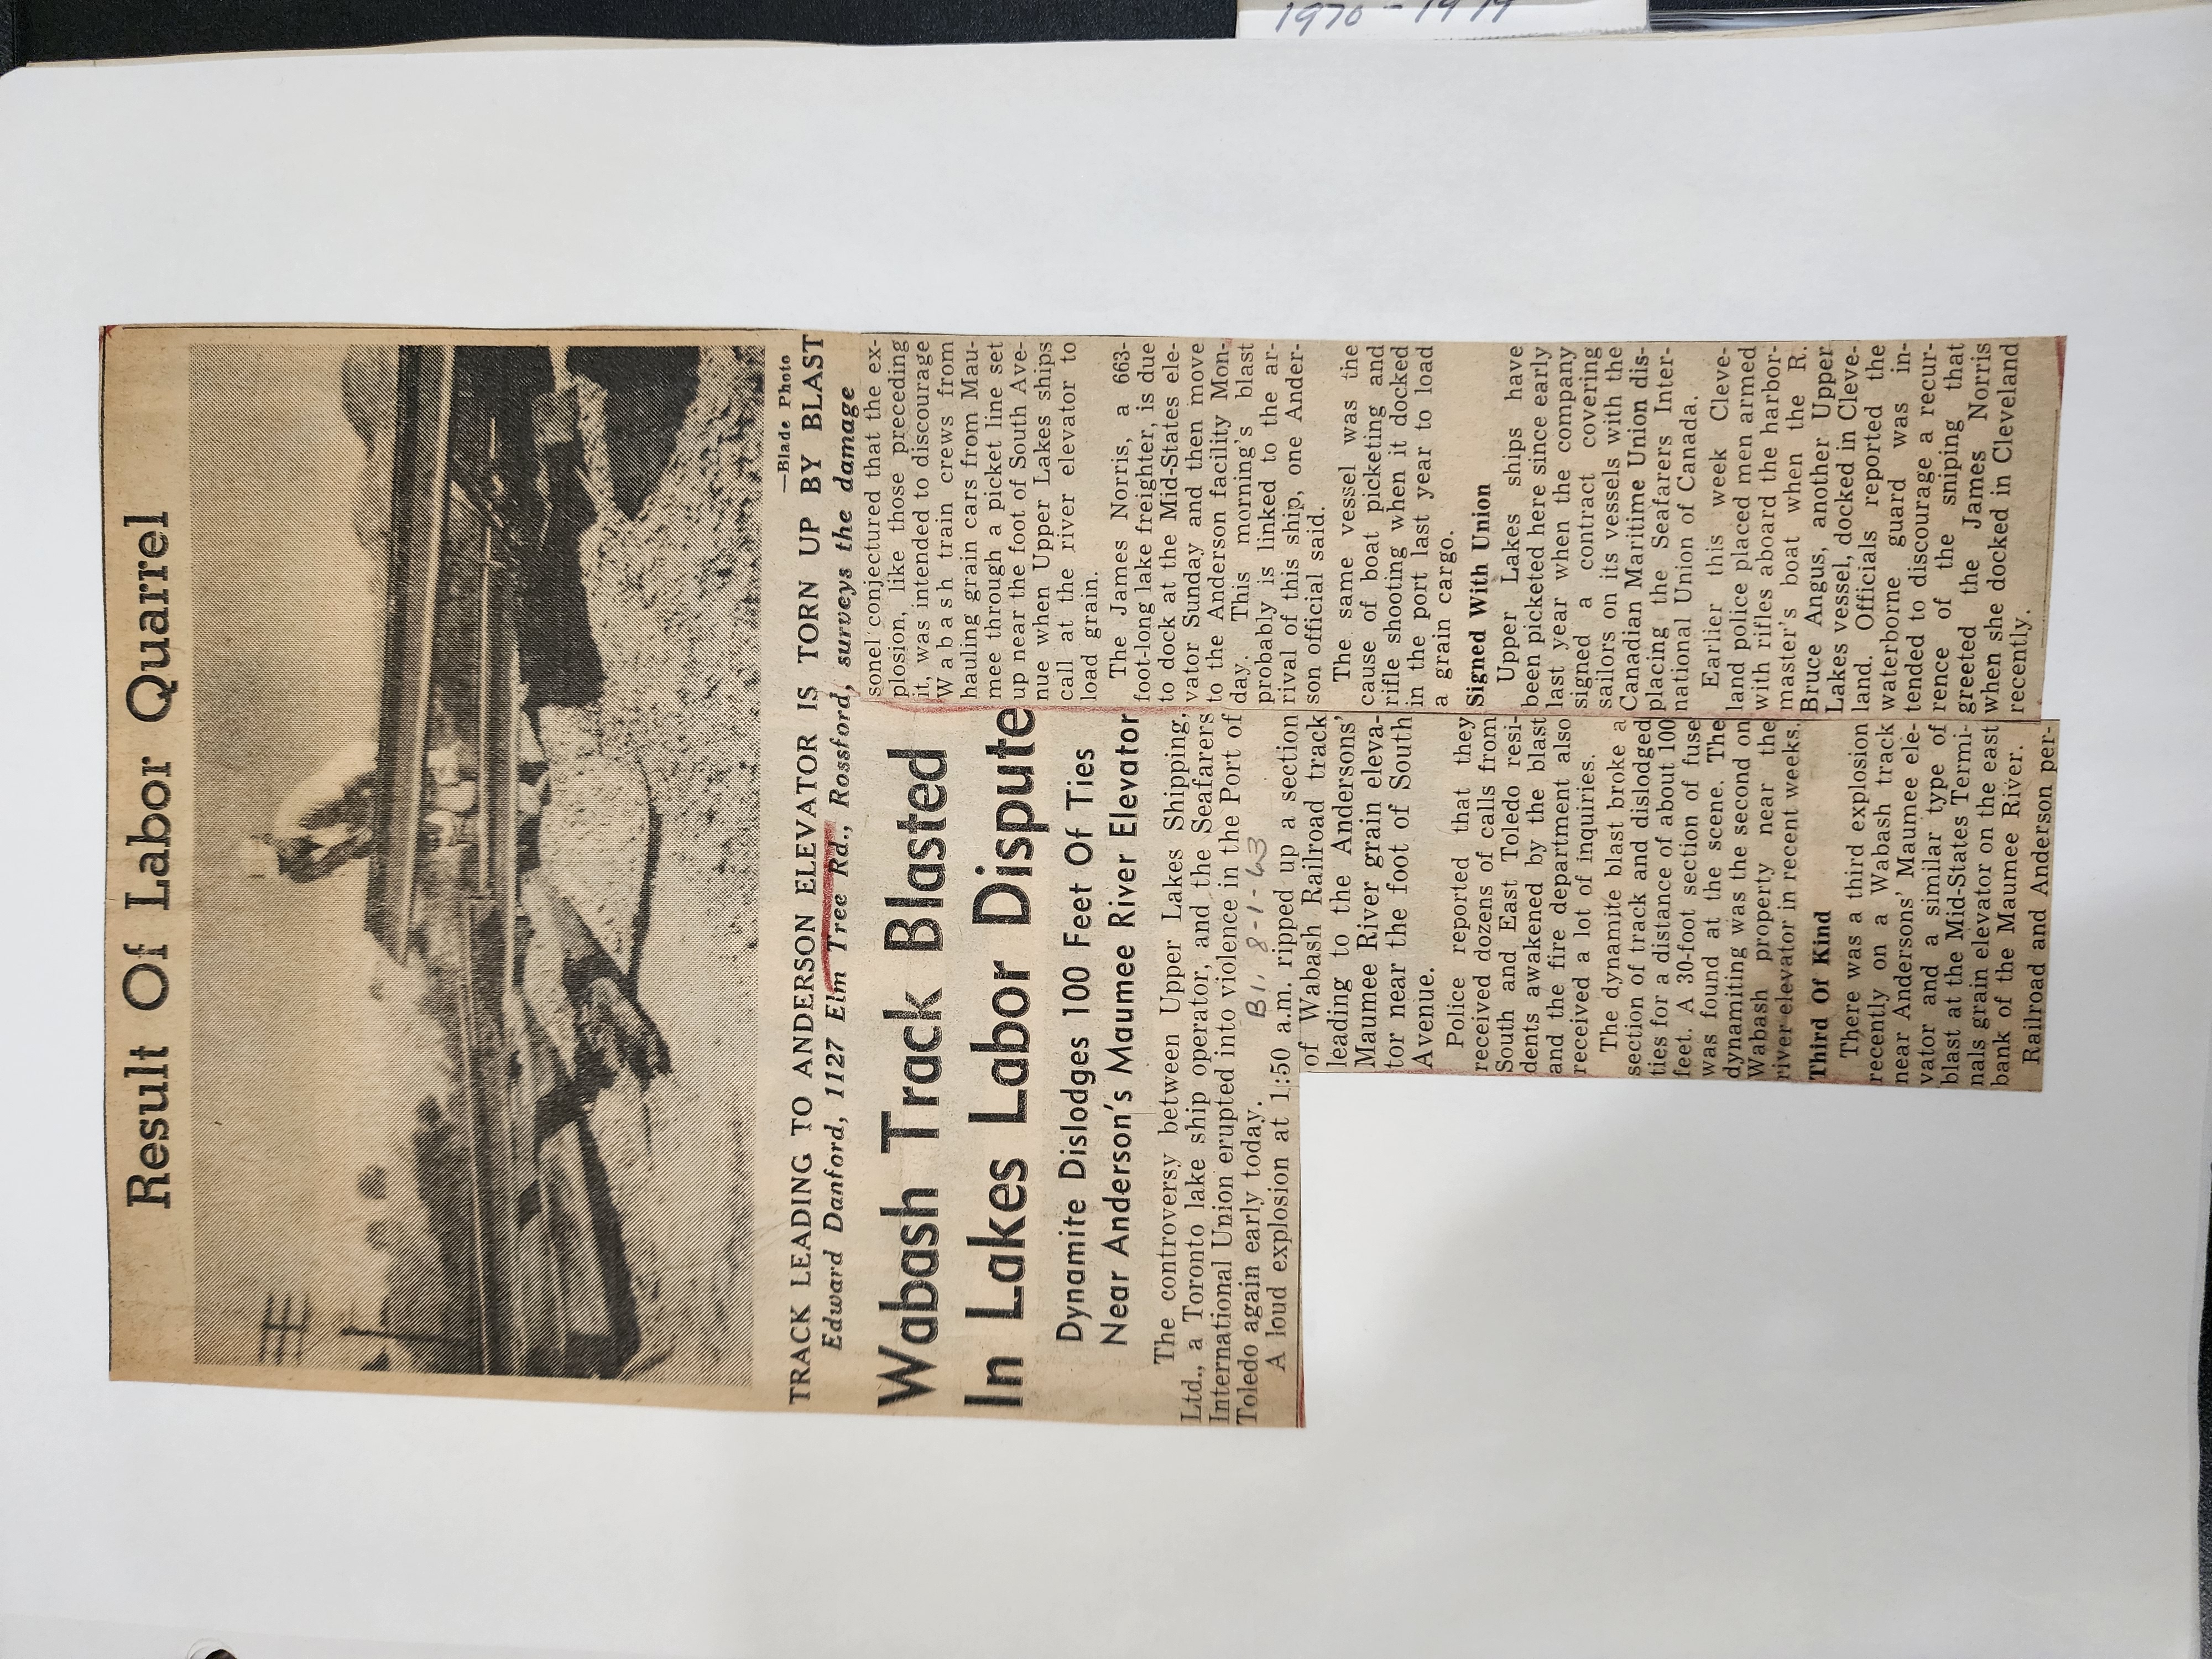 1970-1979
Result Of Labor Quarrel
—Blade Photo
TRACK LEADING TO ANDERSON ELEVATOR IS TORN UP BY BLAST
Edward Danford, 1127 Elm Tree Rd., Rossford, surveys the damage
Wabash Track Blasted
In Lakes Labor Dispute
Dynamite Dislodges 100 Feet Of Ties
Near Anderson's Maumee River Elevator
The controversy between Upper Lakes Shipping,
Ltd., a Toronto lake ship operator, and the Seafarers
International Union erupted into violence in the Port of
Toledo again early today.
Bl. 8-1-63
A loud explosion at 1:50 a.m. ripped up a section
of Wabash Railroad track
leading to the Andersons'
Maumee River grain eleva-
tor near the foot of South
Avenue.
Police reported that they
received dozens of calls from
South and East Toledo resi-
dents awakened by the blast
and the fire department also
received a lot of inquiries.
The dynamite blast broke a
section of track and dislodged
ties for a distance of about 100
feet. A 30-foot section of fuse
was found at the scene. The
dynamiting was the second on
Wabash property near the
river elevator in recent weeks.
Third Of Kind
There was a third explosion
recently on a Wabash track
near Andersons' Maumee ele-
vator and a similar type of
blast at the Mid-States Termi-
nals grain elevator on the east
bank of the Maumee River.
Railroad and Anderson per-
sonel conjectured that the ex-
plosion, like those preceding
it, was intended to discourage
Wabash train crews from
hauling grain cars from Mau-
mee through a picket line set
up near the foot of South Ave-
nue when Upper Lakes ships
call at the river elevator to
load grain.
The James Norris, a 663-
foot-long lake freighter, is due
to dock at the Mid-States ele-
vator Sunday and then move
to the Anderson facility Mon-
day. This morning's blast
probably is linked to the ar-
rival of this ship, one Ander-
son official said.
The same vessel was the
cause of boat picketing and
rifle shooting when it docked
in the port last year to load
a grain cargo.
Signed With Union
Upper Lakes ships have
been picketed here since early
last year when the company
signed a contract covering
sailors on its vessels with the
Canadian Maritime Union dis-
placing the Seafarers Inter-
national Union of Canada.
Earlier this week Cleve-
land police placed men armed
with rifles aboard the harbor-
master's boat when the R.
Bruce Angus, another Upper
Lakes vessel, docked in Cleve-
land. Officials reported the
waterborne guard was in-
tended to discourage a recur-
rence of the sniping that
greeted the James Norris
when she docked in Cleveland
recently.